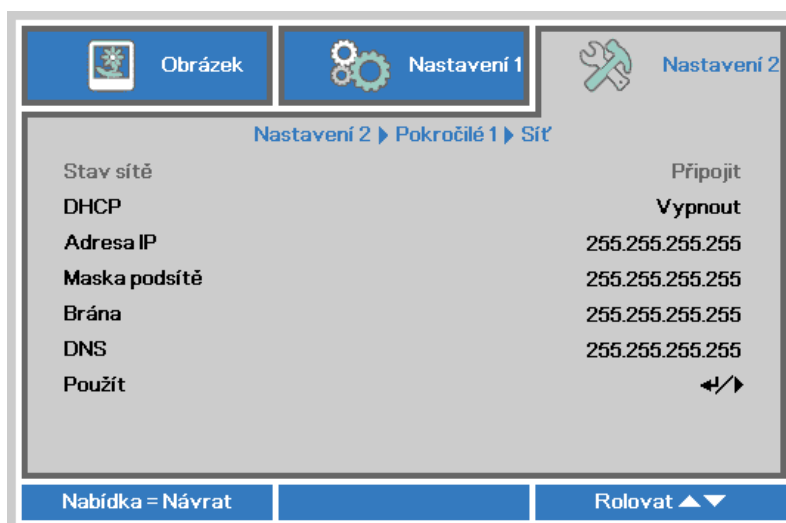 Obrázek
Nastavení 1
Nastavení 2
Nastavení 2 Pokročilé 1 Síť
Stav sítě Připojit
DHCP Vypnout
Adresa IP 255.255.255.255
Maska podsítě 255.255.255.255
Brána 255.255.255.255
DNS 255.255.255.255
Použít
Nabídka = Návrat
Rolovat